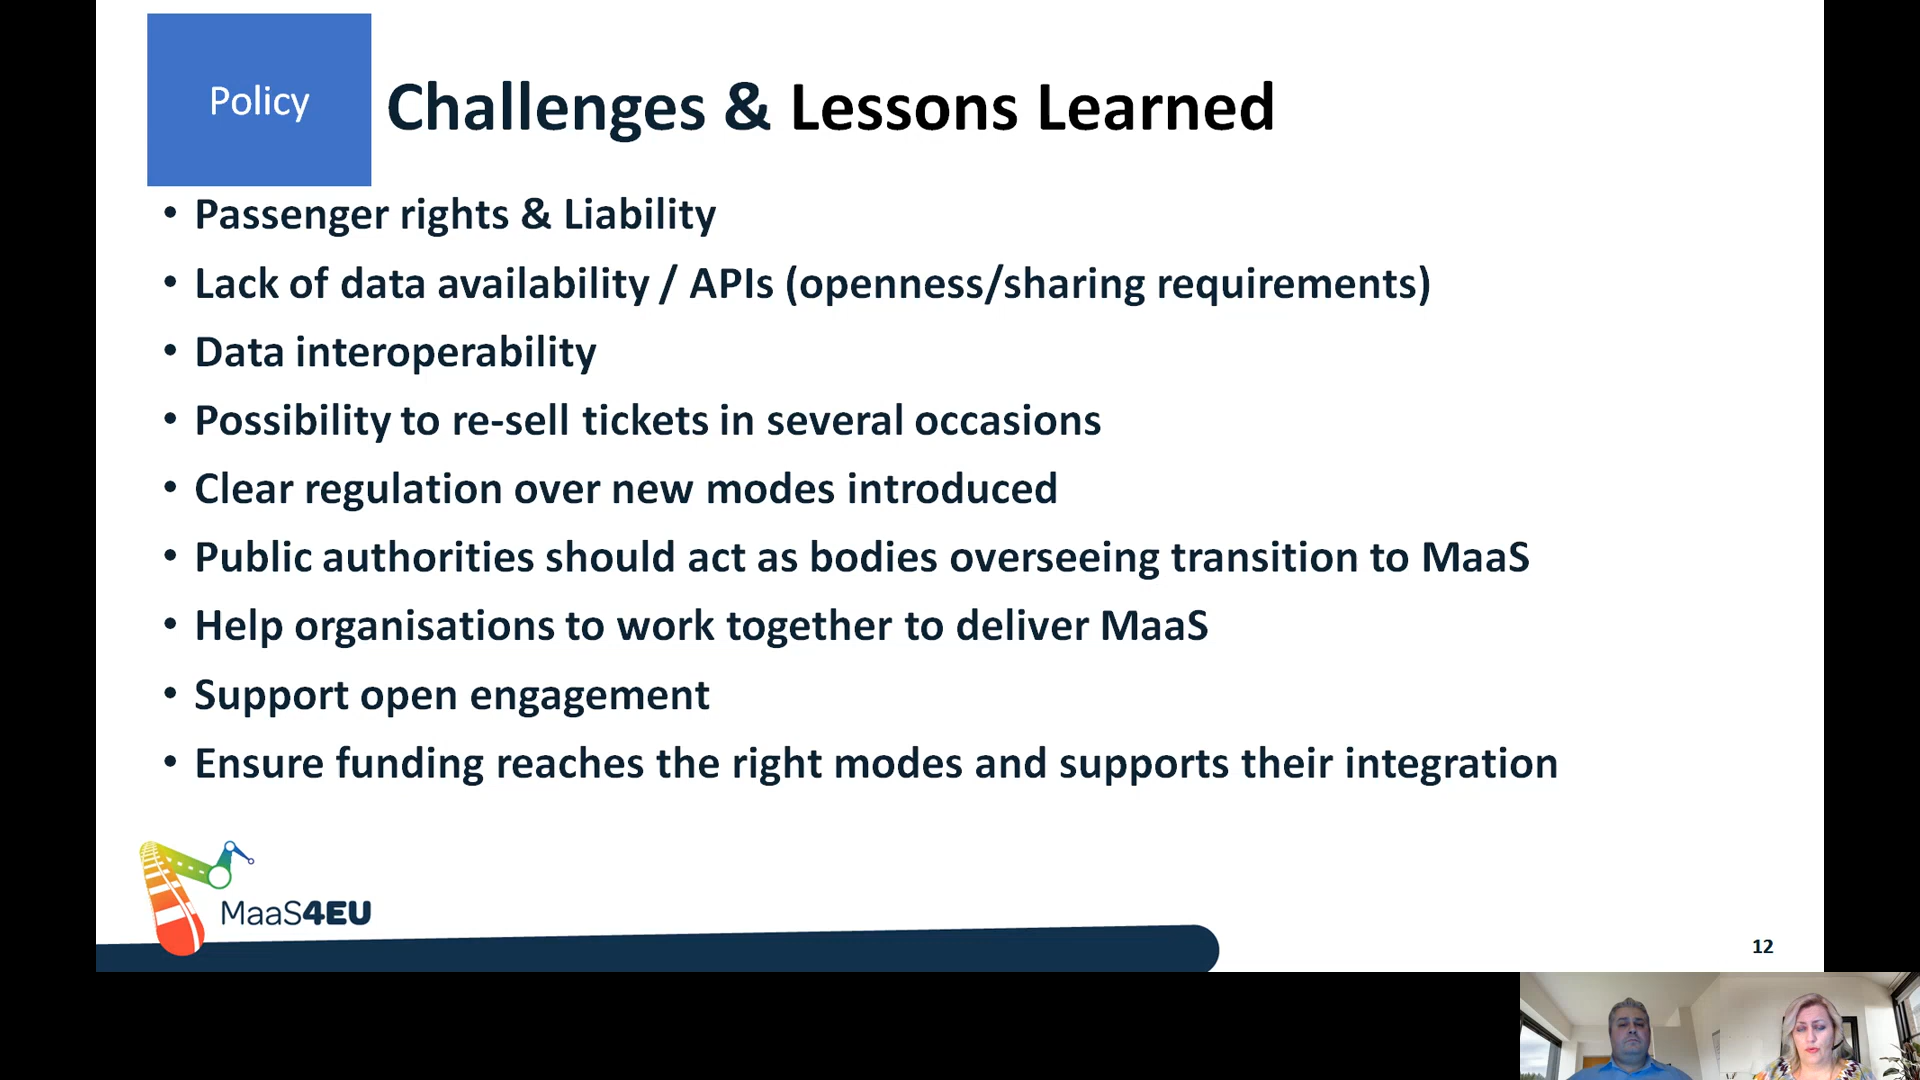 Policy
Challenges & Lessons Learned
• Passenger rights & Liability
• Lack of data availability / APIs (openness/sharing requirements)
• Data interoperability
• Possibility to re-sell tickets in several occasions
• Clear regulation over new modes introduced
• Public authorities should act as bodies overseeing transition to MaaS
• Help organisations to work together to deliver MaaS
• Support open engagement
• Ensure funding reaches the right modes and supports their integration
MaaS4EU
12